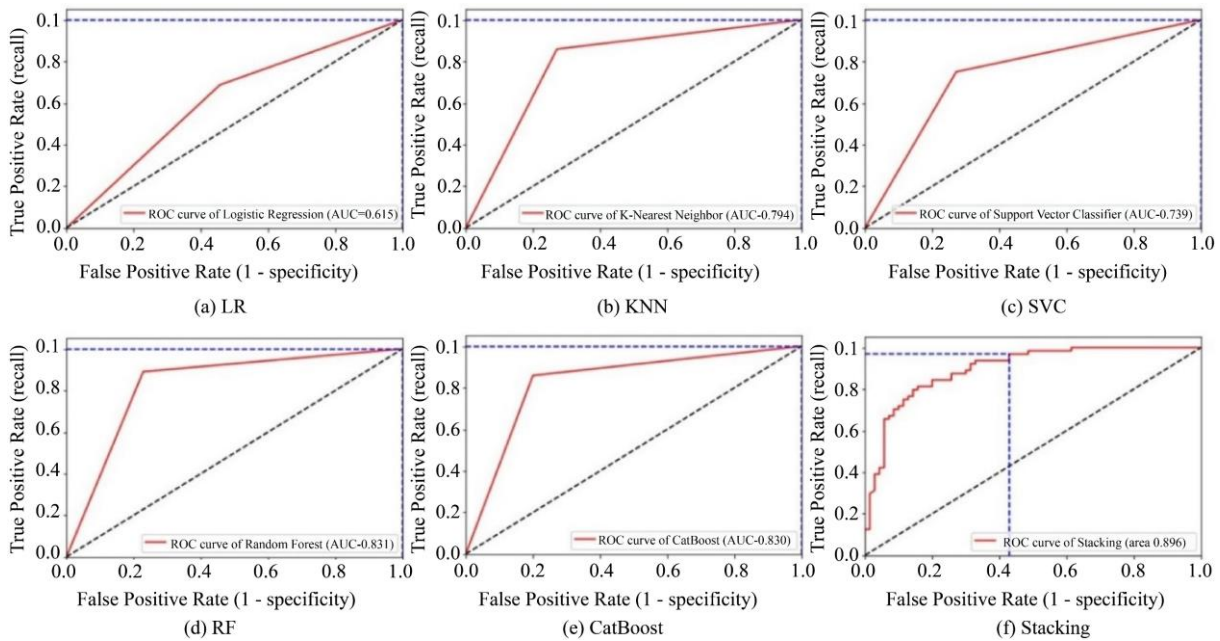 True Positive Rate (recall)
0.1
0.8
0.6
0.4
0.2
0.0
ROC curve of Logistic Regression (AUC=0.615)
0.0 0.2 0.4 0.6 0.8 1.0
False Positive Rate (1 - specificity)
(a) LR
True Positive Rate (recall)
0.1
0.8
0.6
0.4
0.2
0.0
ROC curve of K-Nearest Neighbor (AUC-0.794)
0.0 0.2 0.4 0.6 0.8 1.0
False Positive Rate (1 - specificity)
(b) KNN
True Positive Rate (recall)
0.1
0.8
0.6
0.4
0.2
0.0
ROC curve of Support Vector Classifier (AUC-0.739)
0.0 0.2 0.4 0.6 0.8 1.0
False Positive Rate (1 - specificity)
(c) SVC
True Positive Rate (recall)
0.1
0.8
0.6
0.4
0.2
0.0
ROC curve of Random Forest (AUC-0.831)
0.0 0.2 0.4 0.6 0.8 1.0
False Positive Rate (1 - specificity)
(d) RF
True Positive Rate (recall)
0.1
0.8
0.6
0.4
0.2
0.0
ROC curve of CatBoost (AUC-0.830)
0.0 0.2 0.4 0.6 0.8 1.0
False Positive Rate (1 - specificity)
(e) CatBoost
True Positive Rate (recall)
0.1
0.8
0.6
0.4
0.2
0.0
ROC curve of Stacking (area 0.896)
0.0 0.2 0.4 0.6 0.8 1.0
False Positive Rate (1 - specificity)
(f) Stacking